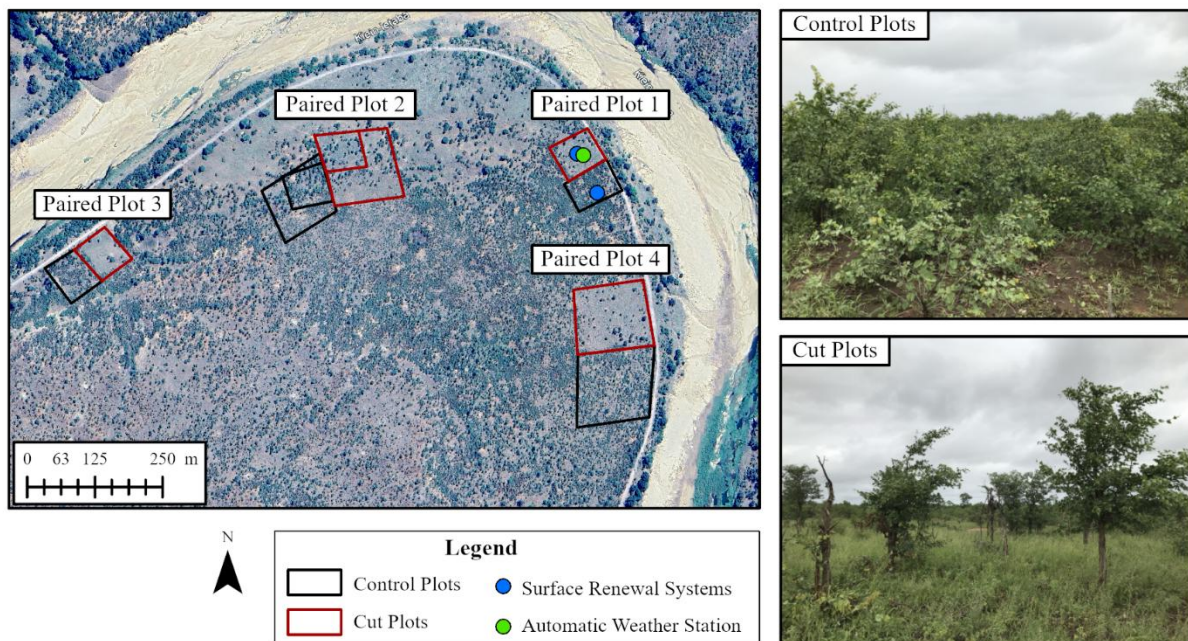 Paired Plot 2
Paired Plot 1
Paired Plot 3
Paired Plot 4
0 63 125 250 m
N
Legend
Control Plots
Surface Renewal Systems
Cut Plots
Automatic Weather Station
Control Plots
Cut Plots